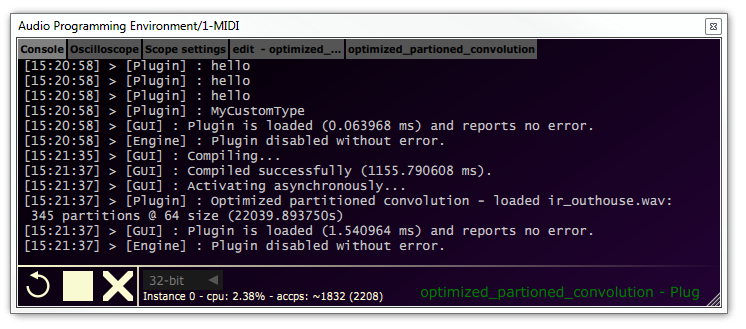 Audio Programming Environment/1-MIDI
Console Oscilloscope Scope settings edit - optimized_... optimized_partioned_convolution
[15:20:58] > [Plugin] : hello
[15:20:58] > [Plugin] : hello
[15:20:58] > [Plugin] : hello
[15:20:58] > [Plugin] : MyCustomType
[15:20:58] > [GUI] : Plugin is loaded (0.063968 ms) and reports no error.
[15:20:58] > [Engine] : Plugin disabled without error.
[15:21:35] > [GUI] : Compiling...
[15:21:37] > [GUI] : Compiled successfully (1155.790608 ms).
[15:21:37] > [GUI] : Activating asynchronously...
[15:21:37] > [Plugin] : Optimized partitioned convolution - loaded ir_outhouse.wav:
345 partitions @ 64 size (22039.893750s)
[15:21:37] > [GUI] : Plugin is loaded (1.540964 ms) and reports no error.
[15:21:37] > [Engine] : Plugin disabled without error.
32-bit
Instance 0 - cpu: 2.38% - accps: ~1832 (2208)
optimized_partioned_convolution - Plug